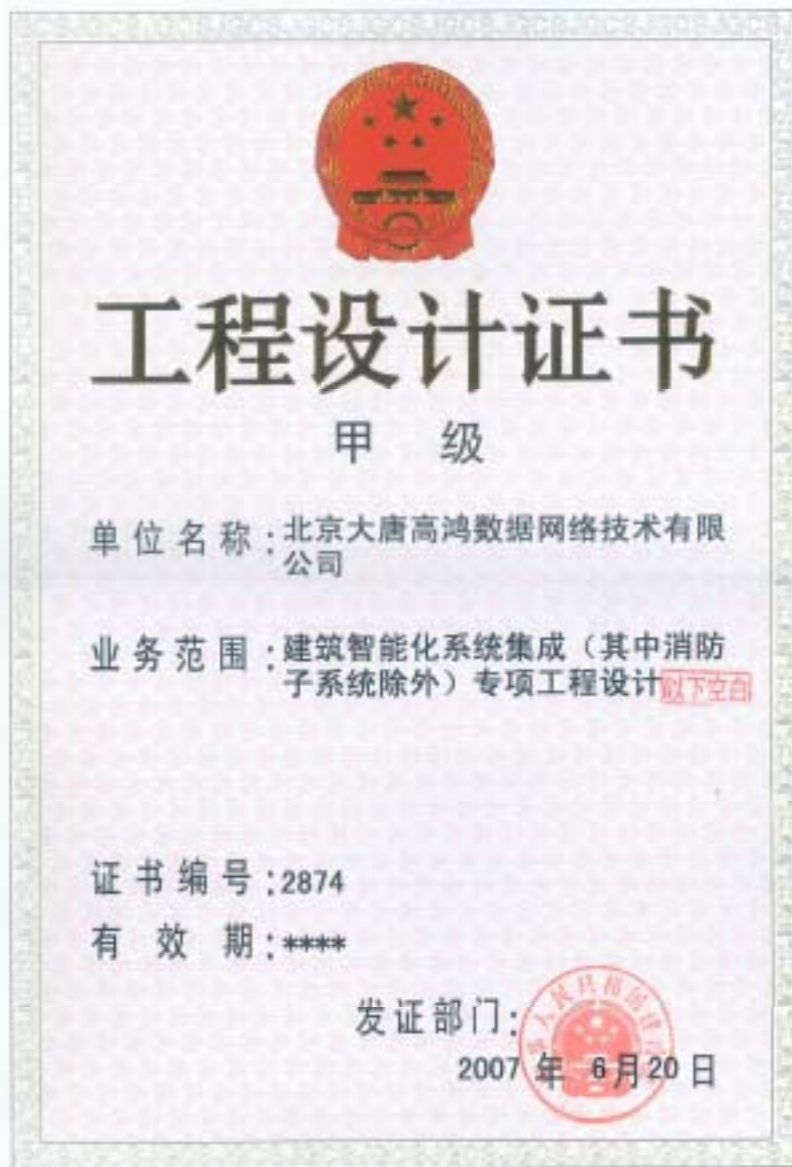 工程设计证书
甲 级
单位名称:北京大唐高鸿数据网络技术有限
公司
业务范围:建筑智能化系统集成（其中消防
子系统除外）专项工程设计以下空白
证书编号:2874
有 效 期:****
发证部门:
2007 年 6月20 日